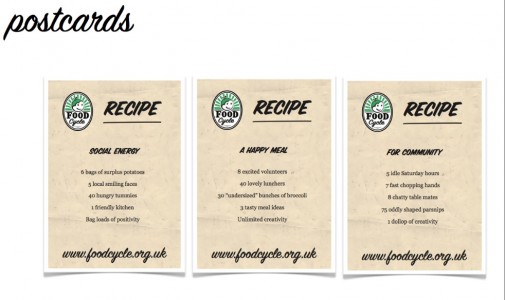 postcards
FOOD
Cycle
RECIPE
SOCIAL ENERGY
6 bags of surplus potatoes
5 local smiling faces
40 hungry tummies
1 friendly kitchen
Bag loads of positivity
www.foodcycle.org.uk
FOOD
Cycle
RECIPE
A HAPPY MEAL
8 excited volunteers
40 lovely lunchers
30 "undersized" bunches of broccoli
3 tasty meal ideas
Unlimited creativity
www.foodcycle.org.uk
FOOD
Cycle
RECIPE
FOR COMMUNITY
5 idle Saturday hours
7 fast chopping hands
8 chatty table mates
75 oddly shaped parsnips
1 dollop of creativity
www.foodcycle.org.uk